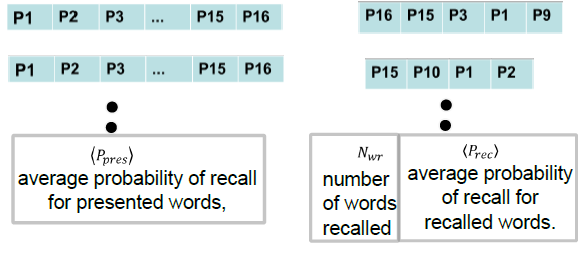 P1 P2 P3 ... P15 P16
P16 P15 P3 P1 P9
P1 P2 P3 ... P15 P16
P15 P10 P1 P2
⟨P_pres⟩
average probability of recall
for presented words,
N_wr
number
of words
recalled
⟨P_rec⟩
average probability
of recall for
recalled words.